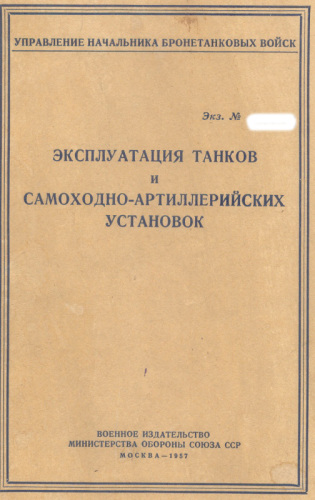 УПРАВЛЕНИЕ НАЧАЛЬНИКА БРОНЕТАНКОВЫХ ВОЙСК
Экз. №
ЭКСПЛУАТАЦИЯ ТАНКОВ
и
САМОХОДНО-АРТИЛЛЕРИЙСКИХ
УСТАНОВОК
ВОЕННОЕ ИЗДАТЕЛЬСТВО
МИНИСТЕРСТВА ОБОРОНЫ СОЮЗА ССР
МОСКВА — 1957